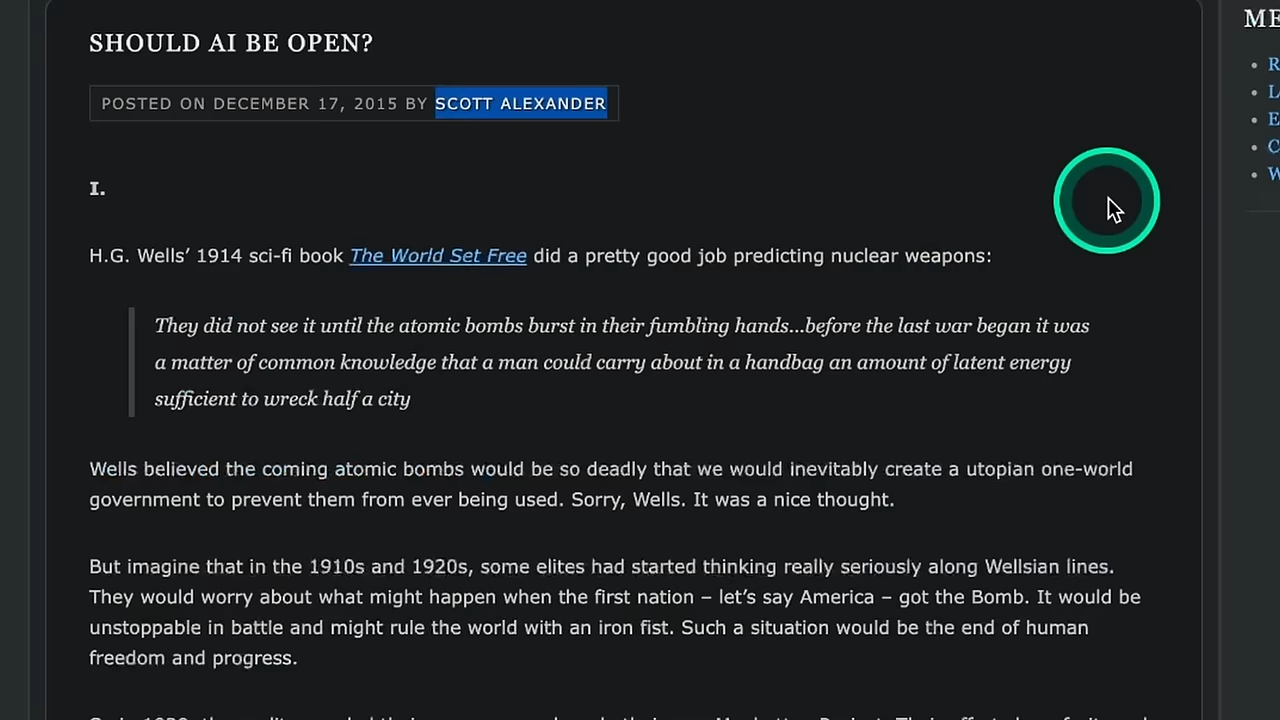 SHOULD AI BE OPEN?
POSTED ON DECEMBER 17, 2015 BY SCOTT ALEXANDER
I.
H.G. Wells’ 1914 sci-fi book The World Set Free did a pretty good job predicting nuclear weapons:
They did not see it until the atomic bombs burst in their fumbling hands…before the last war began it was
a matter of common knowledge that a man could carry about in a handbag an amount of latent energy
sufficient to wreck half a city
Wells believed the coming atomic bombs would be so deadly that we would inevitably create a utopian one-world
government to prevent them from ever being used. Sorry, Wells. It was a nice thought.
But imagine that in the 1910s and 1920s, some elites had started thinking really seriously along Wellsian lines.
They would worry about what might happen when the first nation – let’s say America – got the Bomb. It would be
unstoppable in battle and might rule the world with an iron fist. Such a situation would be the end of human
freedom and progress.